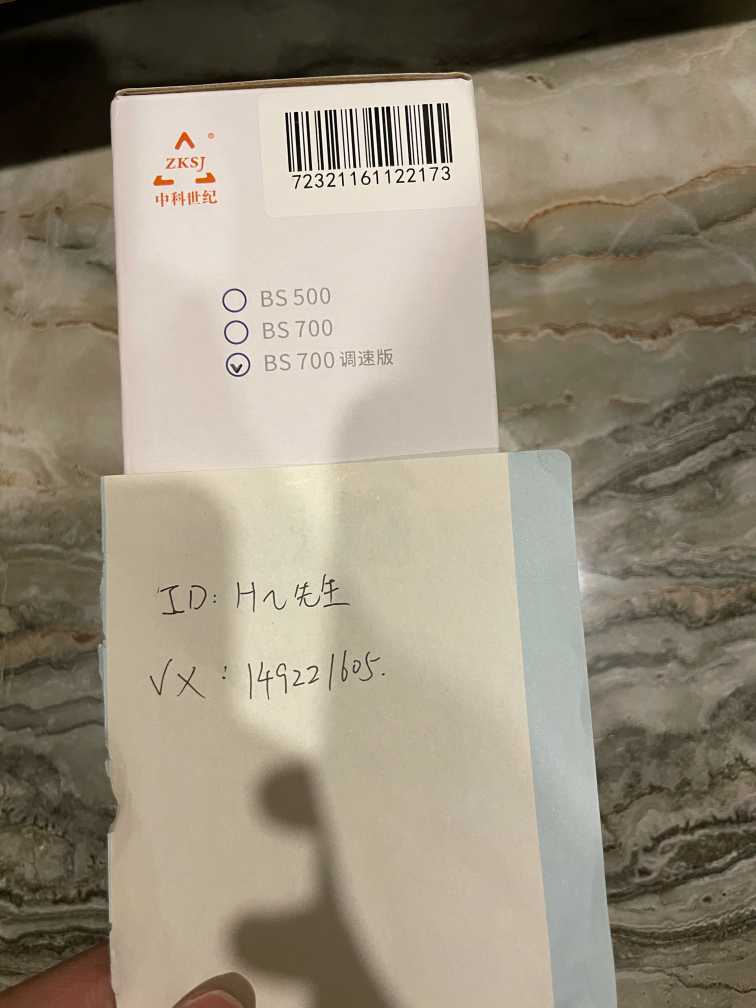 ZKSJ
中科世纪
72321161122173
BS 500
BS 700
BS 700 调速版
ID: H~先生
VX: 149221605.